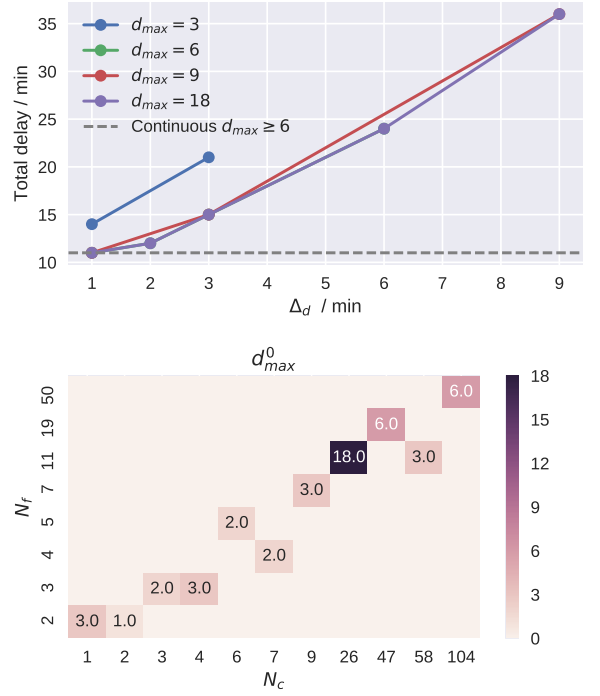 Total delay / min
35
30
25
20
15
10
d_max = 3
d_max = 6
d_max = 9
d_max = 18
Continuous d_max ≥ 6
1 2 3 4 5 6 7 8 9
Δ_d / min
d^0_max
N_f
50
19
11
7
5
4
3
2
6.0
6.0
18.0 3.0
3.0
2.0
2.0
2.0 3.0
3.0 1.0
1 2 3 4 6 7 9 26 47 58 104
N_c
18
15
12
9
6
3
0